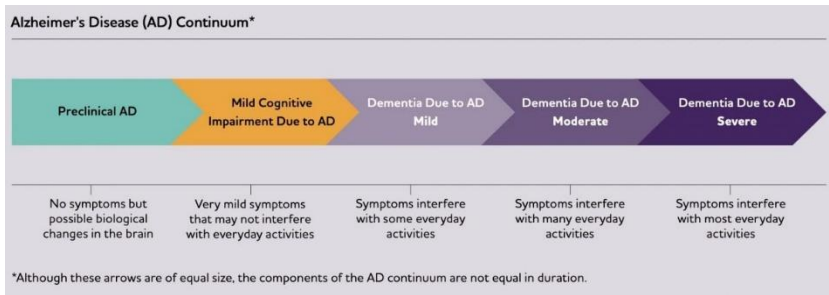 Alzheimer's Disease (AD) Continuum*
Preclinical AD
Mild Cognitive
Impairment Due to AD
Dementia Due to AD
Mild
Dementia Due to AD
Moderate
Dementia Due to AD
Severe
No symptoms but
possible biological
changes in the brain
Very mild symptoms
that may not interfere
with everyday activities
Symptoms interfere
with some everyday
activities
Symptoms interfere
with many everyday
activities
Symptoms interfere
with most everyday
activities
*Although these arrows are of equal size, the components of the AD continuum are not equal in duration.